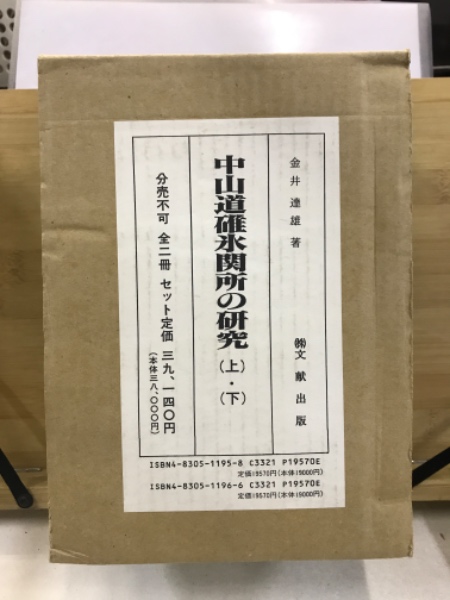 金井達雄 著
㈱文献出版
中山道碓氷関所の研究(上)・(下)
分売不可 全二冊 セット定価 三九、一四〇円
(本体三八、〇〇〇円)
ISBN4-8305-1195-8 C3321 P19570E
定価19570円(本体19000円)
ISBN4-8305-1196-6 C3321 P19570E
定価19570円(本体19000円)